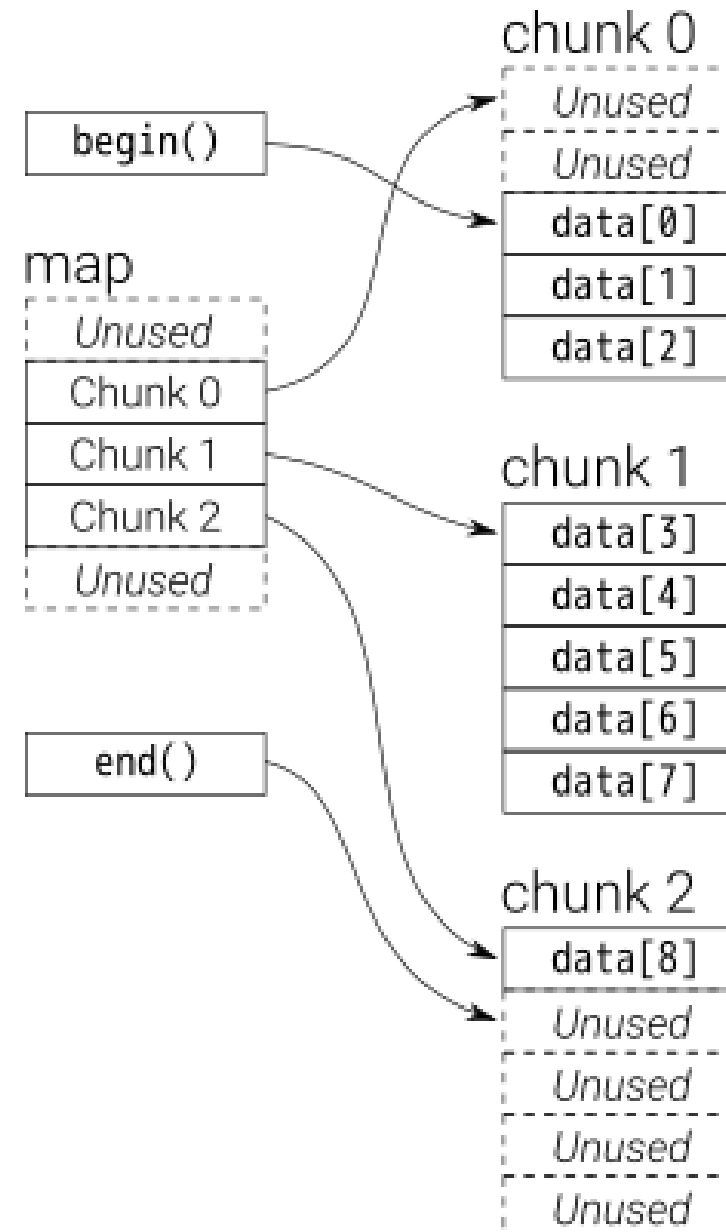 begin()
map
Unused
Chunk 0
Chunk 1
Chunk 2
Unused
end()
chunk 0
Unused
Unused
data[0]
data[1]
data[2]
chunk 1
data[3]
data[4]
data[5]
data[6]
data[7]
chunk 2
data[8]
Unused
Unused
Unused
Unused